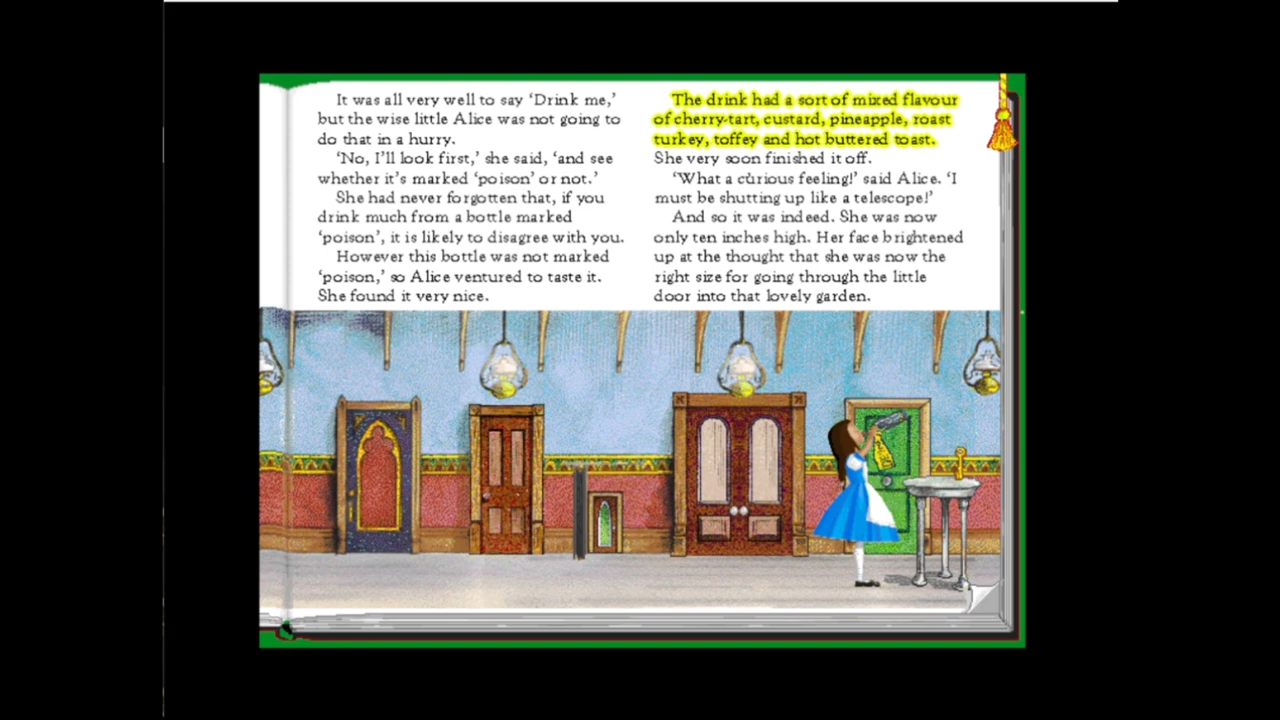 It was all very well to say ‘Drink me,’
but the wise little Alice was not going to
do that in a hurry.
‘No, I’ll look first,’ she said, ‘and see
whether it’s marked ‘poison’ or not.’
She had never forgotten that, if you
drink much from a bottle marked
‘poison’, it is likely to disagree with you.
However this bottle was not marked
‘poison,’ so Alice ventured to taste it.
She found it very nice.
The drink had a sort of mixed flavour
of cherry-tart, custard, pineapple, roast
turkey, toffey and hot buttered toast.
She very soon finished it off.
‘What a cùrious feeling!’ said Alice. ‘I
must be shutting up like a telescope!’
And so it was indeed. She was now
only ten inches high. Her face brightened
up at the thought that she was now the
right size for going through the little
door into that lovely garden.